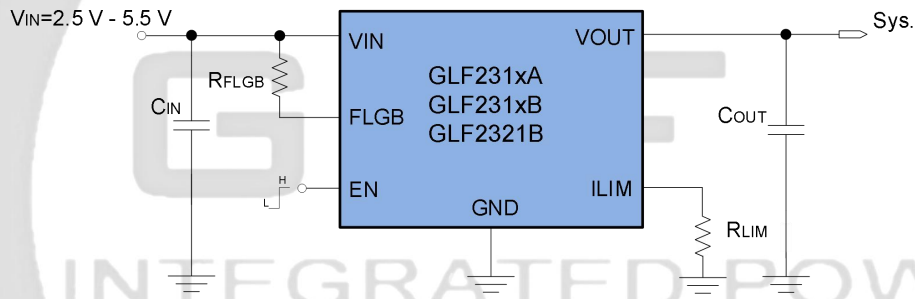 VIN=2.5 V - 5.5 V
Sys.
VIN
VOUT
RFLGB
GLF231xA
GLF231xB
GLF2321B
CIN
FLGB
COUT
H
L
EN
ILIM
GND
RLIM
G F
INTEGRATED POW